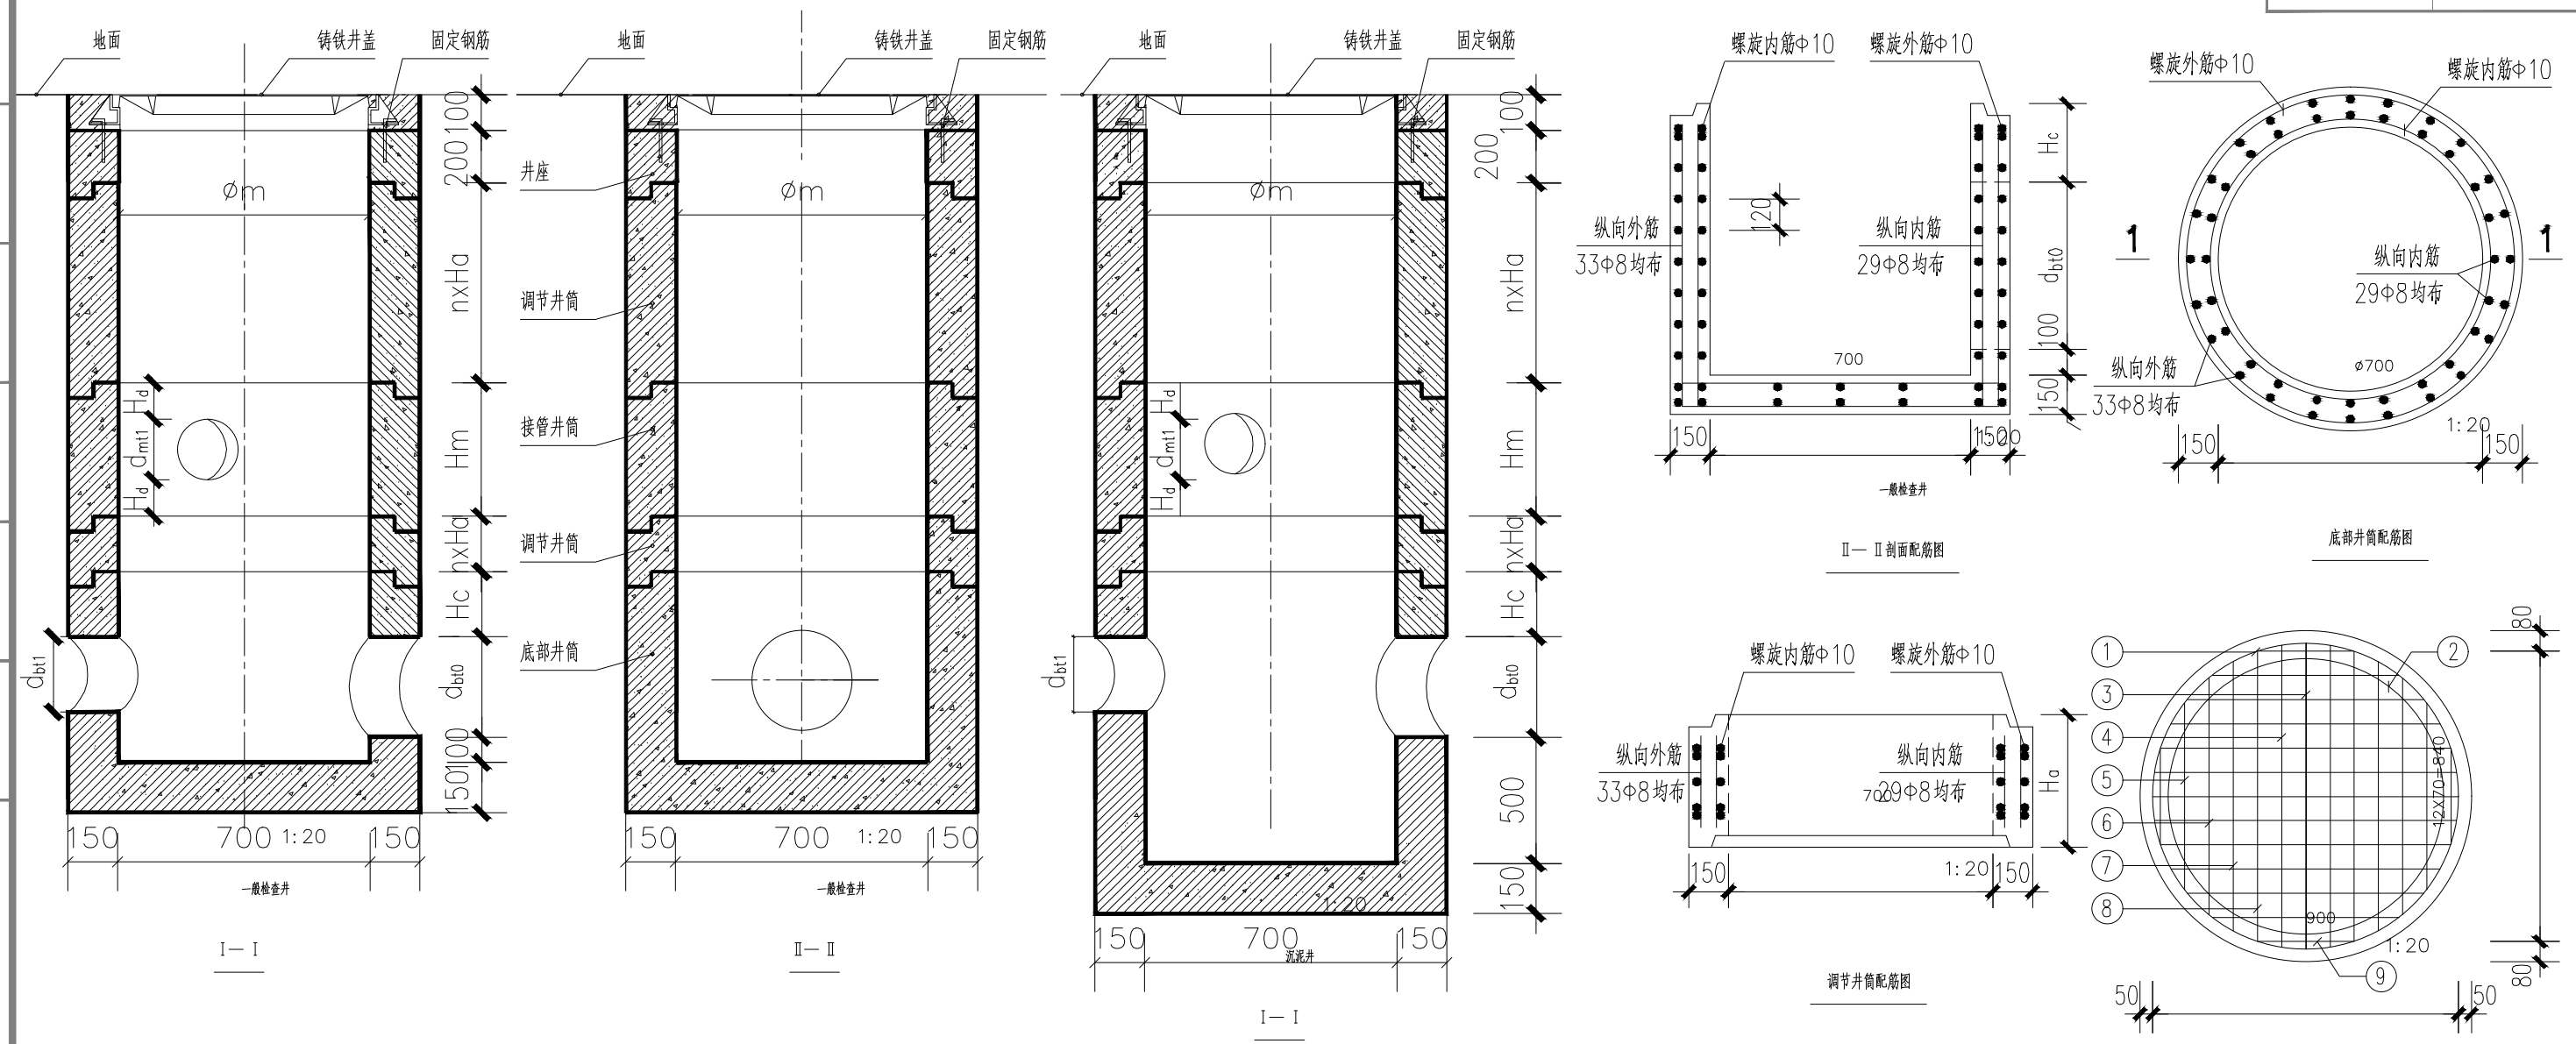 地面
铸铁井盖
固定钢筋
100
200
nxHa
Hm
nxHa
Hc
dbt0
100
150
øm
Hd
dmt1
Hd
dbt1
150
700
1:20
150
一般检查井
Ⅰ—Ⅰ
地面
铸铁井盖
固定钢筋
井座
调节井筒
接管井筒
调节井筒
底部井筒
øm
150
700
1:20
150
一般检查井
Ⅱ—Ⅱ
地面
铸铁井盖
固定钢筋
100
200
nxHa
Hm
nxHa
Hc
dbt0
500
150
øm
Hd
dmt1
Hd
dbt1
1:20
150
700
150
沉泥井
Ⅰ—Ⅰ
螺旋内筋Φ10
螺旋外筋Φ10
纵向外筋
33Φ8均布
120
纵向内筋
29Φ8均布
700
Hc
dbt0
100
150
150
150
1:20
一般检查井
Ⅱ—Ⅱ剖面配筋图
螺旋外筋Φ10
螺旋内筋Φ10
1
1
纵向内筋
29Φ8均布
纵向外筋
33Φ8均布
ø700
1:20
150
150
底部井筒配筋图
螺旋内筋Φ10
螺旋外筋Φ10
纵向外筋
33Φ8均布
纵向内筋
29Φ8均布
700
Ha
150
1:20
150
调节井筒配筋图
1
2
3
4
5
6
7
8
9
80
12X70=840
80
900
1:20
50
50